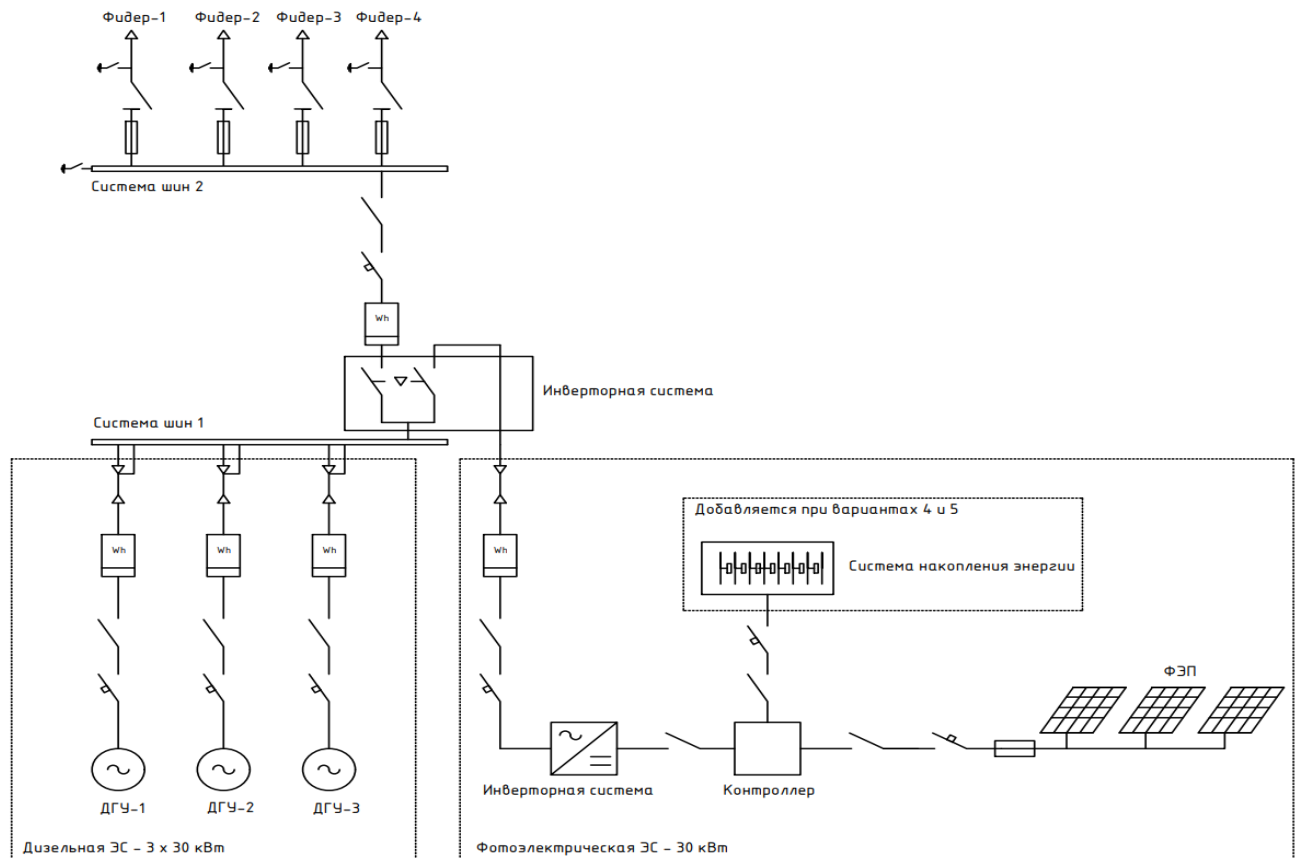 Фидер-1 Фидер-2 Фидер-3 Фидер-4
Система шин 2
Wh
Инверторная система
Система шин 1
Добавляется при вариантах 4 и 5
Wh Wh Wh Wh
Система накопления энергии
ФЭП
Инверторная система Контроллер
ДГУ-1 ДГУ-2 ДГУ-3
Дизельная ЭС - 3 х 30 кВт
Фотоэлектрическая ЭС - 30 кВт